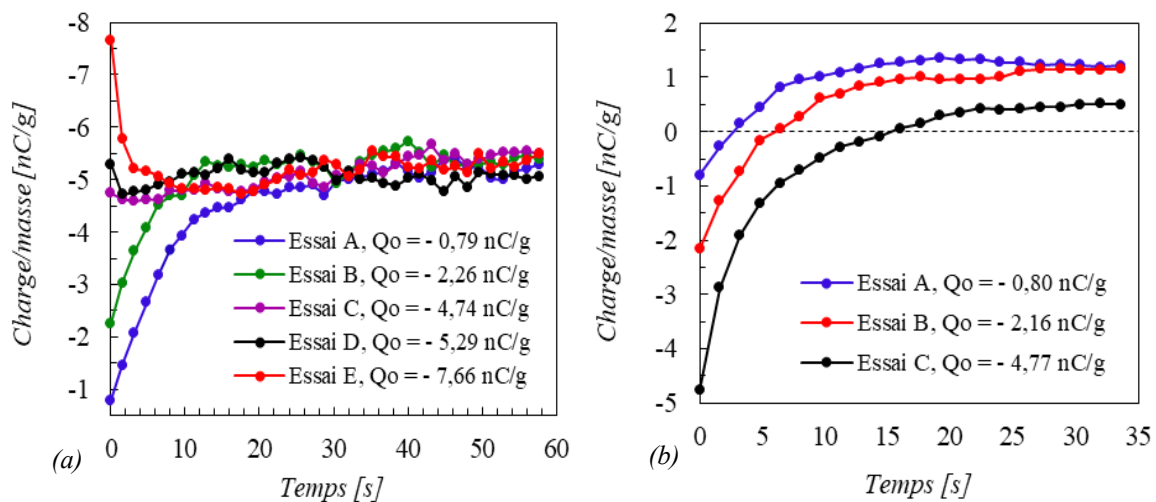 -8
-7
-6
-5
-4
-3
-2
-1
Charge/masse [nC/g]
Essai A, Qo = - 0,79 nC/g
Essai B, Qo = - 2,26 nC/g
Essai C, Qo = - 4,74 nC/g
Essai D, Qo = - 5,29 nC/g
Essai E, Qo = - 7,66 nC/g
0 10 20 30 40 50 60
(a)
Temps [s]
2
1
0
-1
-2
-3
-4
-5
Charge/masse [nC/g]
Essai A, Qo = - 0,80 nC/g
Essai B, Qo = - 2,16 nC/g
Essai C, Qo = - 4,77 nC/g
0 5 10 15 20 25 30 35
(b)
Temps [s]